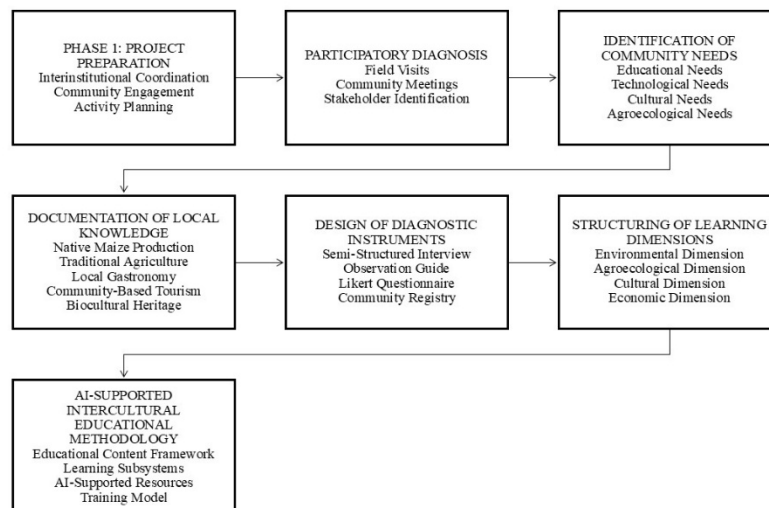 PHASE 1: PROJECT
PREPARATION
Interinstitutional Coordination
Community Engagement
Activity Planning
PARTICIPATORY DIAGNOSIS
Field Visits
Community Meetings
Stakeholder Identification
IDENTIFICATION OF
COMMUNITY NEEDS
Educational Needs
Technological Needs
Cultural Needs
Agroecological Needs
DOCUMENTATION OF LOCAL
KNOWLEDGE
Native Maize Production
Traditional Agriculture
Local Gastronomy
Community-Based Tourism
Biocultural Heritage
DESIGN OF DIAGNOSTIC
INSTRUMENTS
Semi-Structured Interview
Observation Guide
Likert Questionnaire
Community Registry
STRUCTURING OF LEARNING
DIMENSIONS
Environmental Dimension
Agroecological Dimension
Cultural Dimension
Economic Dimension
AI-SUPPORTED
INTERCULTURAL
EDUCATIONAL
METHODOLOGY
Educational Content Framework
Learning Subsystems
AI-Supported Resources
Training Model